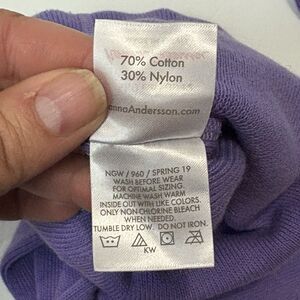 70% Cotton
30% Nylon
nnaAndersson.com
NGW / 960 / SPRING 19
WASH BEFORE WEAR
FOR OPTIMAL SIZING.
MACHINE WASH WARM
INSIDE OUT WITH LIKE COLORS.
ONLY NON-CHLORINE BLEACH
WHEN NEEDED.
TUMBLE DRY LOW. DO NOT IRON.
KW